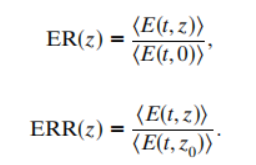 ER(z) = ⟨E(t, z)⟩ / ⟨E(t, 0)⟩,
ERR(z) = ⟨E(t, z)⟩ / ⟨E(t, z₀)⟩.